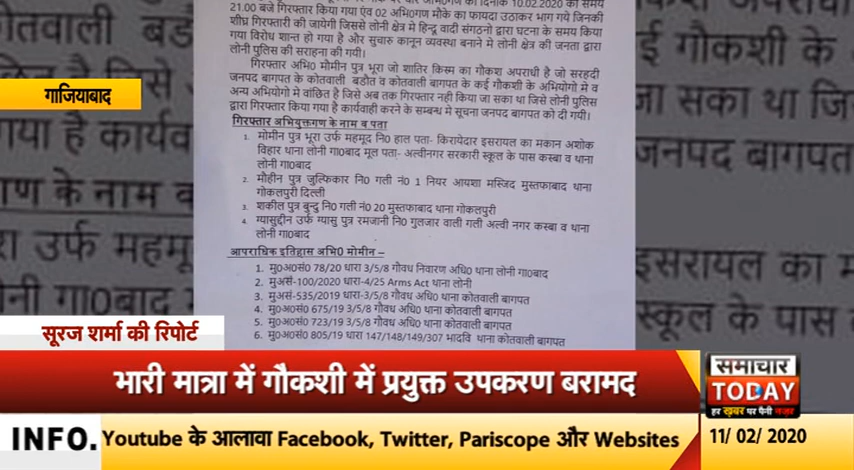 21.00 बजे गिरफ्तार किया गया एंव 02 अभि0गण मौके का फायदा उठाकर भाग गये जिनकी
शीघ्र गिरफ्तारी की जायेगी जिससे लोनी क्षेत्र मे हिन्दू वादी संगठनो द्वारा घटना के समय किया
गया विरोध शान्त हो गया है और सुचारु कानून व्यवस्था बनाने मे लोनी क्षेत्र की जनता द्वारा
लोनी पुलिस की सराहना की गयी।
गिरफ्तार अभि0 मोमीन पुत्र भूरा जो शातिर किस्म का गौकश अपराधी है जो सरहदी
जनपद बागपत के कोतवाली बडौत व कोतवाली बागपत के कई गौकशी के अभियोगो मे व
अन्य अभियोगो मे वांछित है जिसे अब तक गिरफ्तार नही किया जा सका था जिसे लोनी पुलिस
द्वारा गिरफ्तार किया गया है कार्यवाही करने के सम्बन्ध मे सूचना जनपद बागपत को दी गयी।
गिरफ्तार अभियुक्तगण के नाम व पता
1. मोमीन पुत्र भूरा उर्फ महमूद नि0 हाल पता- किरायेदार इसरायल का मकान अशोक
विहार थाना लोनी गा0बाद मूल पता- अल्वीनगर सरकारी स्कूल के पास कस्बा व थाना
लोनी गा0बाद
2. मौहीन पुत्र जुल्फिकार नि0 गली नं 1 नियर आयशा मस्जिद मुस्तफाबाद थाना
गोकलपुरी दिल्ली
3. शकील पुत्र बुन्दु नि0 गली नं0 20 मुस्तफाबाद थाना गोकलपुरी
4. ग्यासुद्दीन उर्फ ग्यासु पुत्र रमजानी नि0 गुलजार वाली गली अल्वी नगर कस्बा व थाना
लोनी गा0बाद
आपराधिक इतिहास अभि0 मोमीन –
1. मु0अ0सं0 78/20 धारा 3/5/8 गौवध निवारण अधि0 थाना लोनी गा0बाद
2. मुअसं-100/2020 धारा-4/25 Arms Act थाना लोनी
3. मुअसं-535/2019 धारा-3/5/8 गौवध अधि0 थाना कोतवाली बागपत
4. मु0अ0सं0 675/19 3/5/8 गौवध अधि0 थाना कोतवाली बागपत
5. मु0अ0सं0 723/19 3/5/8 गौवध अधि0 थाना कोतवाली बागपत
6. मु0अ0सं0 805/19 धारा 147/148/149/307 भादवि थाना कोतवाली बागपत
गाजियाबाद
सूरज शर्मा की रिपोर्ट
भारी मात्रा में गौकशी में प्रयुक्त उपकरण बरामद
समाचार
TODAY
हर ख़बर पर पैनी नज़र
INFO. Youtube के आलावा Facebook, Twitter, Pariscope और Websites
11/ 02/ 2020